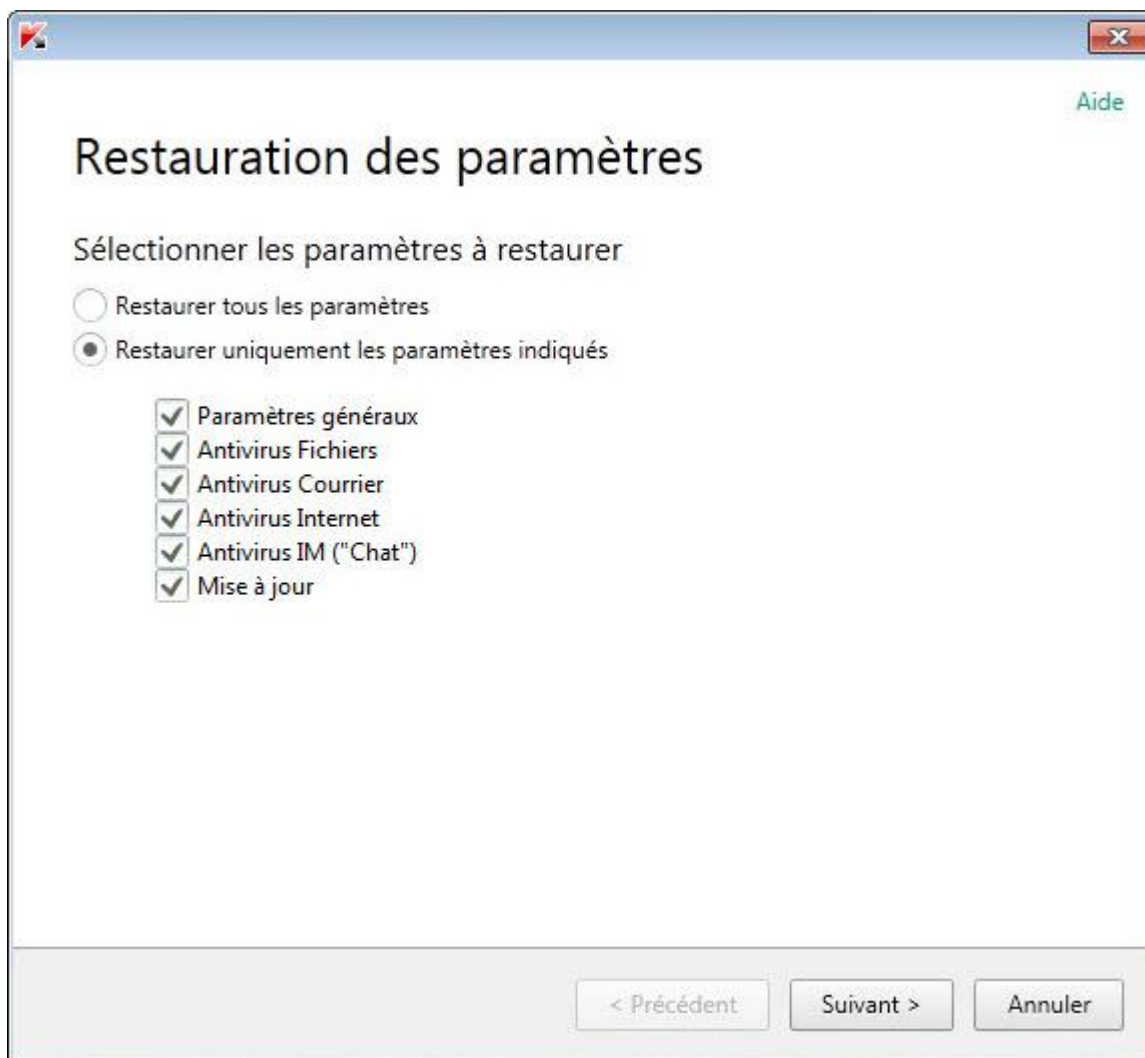 Aide
Restauration des paramètres
Sélectionner les paramètres à restaurer
Restaurer tous les paramètres
Restaurer uniquement les paramètres indiqués
Paramètres généraux
Antivirus Fichiers
Antivirus Courrier
Antivirus Internet
Antivirus IM ("Chat")
Mise à jour
< Précédent
Suivant >
Annuler